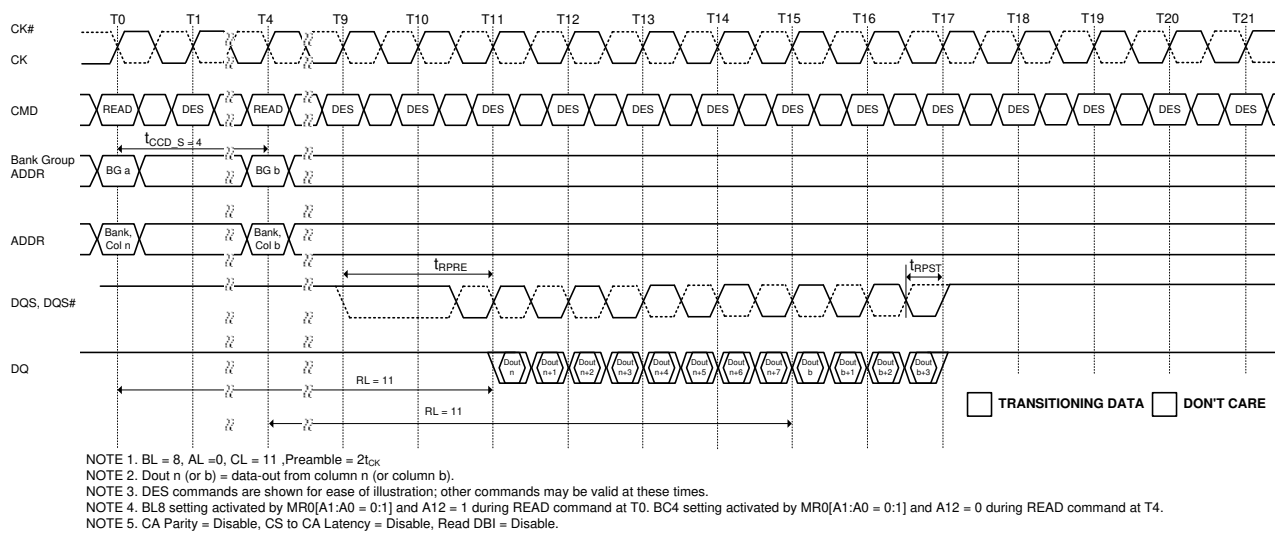 T0 T1 T4 T9 T10 T11 T12 T13 T14 T15 T16 T17 T18 T19 T20 T21
CK#
CK
CMD READ DES READ DES DES DES DES DES DES DES DES DES DES DES DES DES
tCCD_S = 4
Bank Group
ADDR
BG a BG b
ADDR
Bank,
Col n
Bank,
Col b
tRPRE tRPST
DQS, DQS#
DQ
Dout
n
Dout
n+1
Dout
n+2
Dout
n+3
Dout
n+4
Dout
n+5
Dout
n+6
Dout
n+7
Dout
b
Dout
b+1
Dout
b+2
Dout
b+3
RL = 11
RL = 11
TRANSITIONING DATA DON'T CARE
NOTE 1. BL = 8, AL =0, CL = 11 ,Preamble = 2tCK
NOTE 2. Dout n (or b) = data-out from column n (or column b).
NOTE 3. DES commands are shown for ease of illustration; other commands may be valid at these times.
NOTE 4. BL8 setting activated by MR0[A1:A0 = 0:1] and A12 = 1 during READ command at T0. BC4 setting activated by MR0[A1:A0 = 0:1] and A12 = 0 during READ command at T4.
NOTE 5. CA Parity = Disable, CS to CA Latency = Disable, Read DBI = Disable.